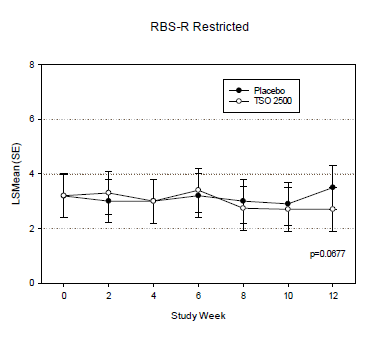 RBS-R Restricted
Placebo
TSO 2500
LSMean(SE)
8
6
4
2
0
p=0.0677
0 2 4 6 8 10 12
Study Week